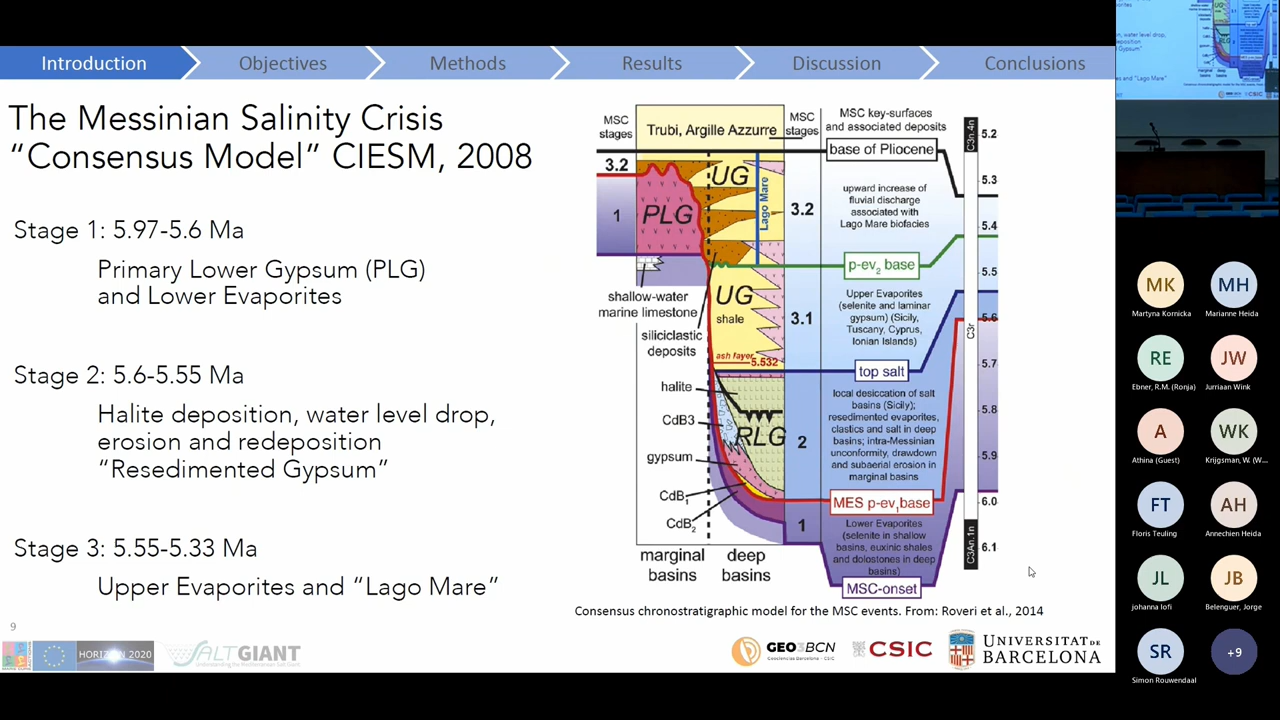 Introduction
Objectives
Methods
Results
Discussion
Conclusions
The Messinian Salinity Crisis
“Consensus Model” CIESM, 2008
Stage 1: 5.97-5.6 Ma
Primary Lower Gypsum (PLG)
and Lower Evaporites
Stage 2: 5.6-5.55 Ma
Halite deposition, water level drop,
erosion and redeposition
“Resedimented Gypsum”
Stage 3: 5.55-5.33 Ma
Upper Evaporites and “Lago Mare”
9
MSC
stages
Trubi, Argille Azzurre
MSC
stages
MSC key-surfaces
and associated deposits
3.2
1
PLG
UG
Lago Mare
3.2
shallow-water
marine limestone
siliciclastic
deposits
UG
shale
ash layer
5.532
3.1
halite
CdB3
RLG
gypsum
CdB1
CdB2
2
1
marginal
basins
deep
basins
base of Pliocene
upward increase of
fluvial discharge
associated with
Lago Mare biofacies
p-ev2 base
Upper Evaporites
(selenite and laminar
gypsum) (Sicily,
Tuscany, Cyprus,
Ionian Islands)
top salt
local desiccation of salt
basins (Sicily);
resedimented evaporites,
clastics and salt in deep
basins; intra-Messinian
unconformity, drawdown
and subaerial erosion in
marginal basins
MES p-ev1base
Lower Evaporites
(selenite in shallow
basins, euxinic shales
and dolostones in deep
basins)
MSC-onset
C3n.4n
C3r
C3An.1n
5.2
5.3
5.4
5.5
5.6
5.7
5.8
5.9
6.0
6.1
Consensus chronostratigraphic model for the MSC events. From: Roveri et al., 2014
HORIZON 2020
SALTGIANT
GEO3BCN
Geociencias Barcelona - CSIC
CSIC
UNIVERSITAT DE
BARCELONA
MK
Martyna Kornicka
MH
Marianne Heida
RE
Ebner, R.M. (Ronja)
JW
Jurriaan Wink
A
Athina (Guest)
WK
Krijgsman, W. (W...
FT
Floris Teuling
AH
Annechien Heida
JL
johanna lofi
JB
Belenguer, Jorge
SR
Simon Rouwendaal
+9